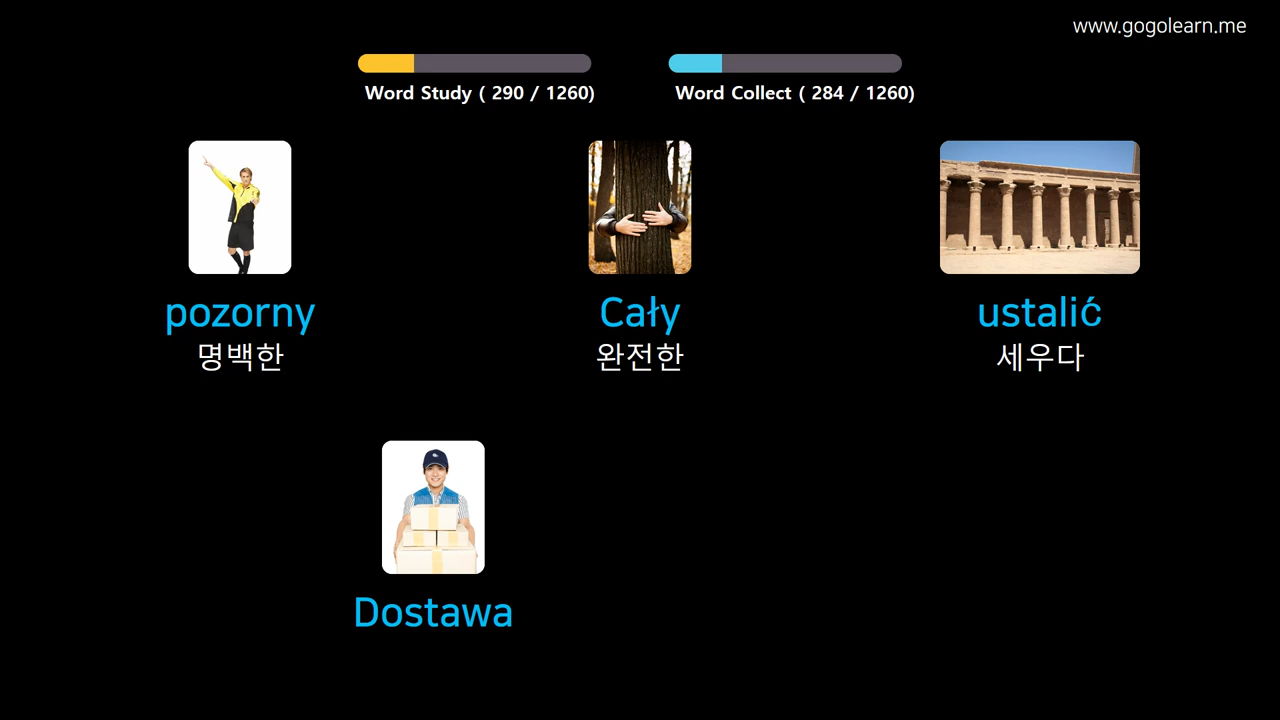 www.gogolearn.me
Word Study ( 290 / 1260)
Word Collect ( 284 / 1260)
pozorny
명백한
Cały
완전한
ustalić
세우다
Dostawa